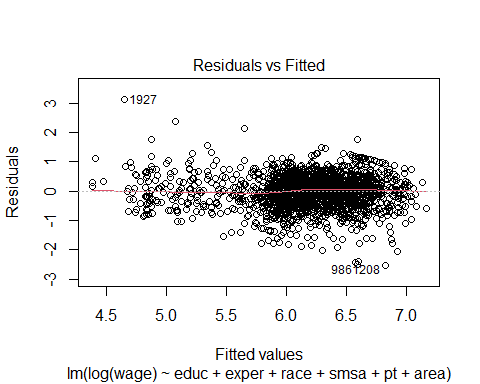 Residuals vs Fitted
3
2
1
0
-1
-2
-3
Residuals
1927
9861208
4.5 5.0 5.5 6.0 6.5 7.0
Fitted values
lm(log(wage) ~ educ + exper + race + smsa + pt + area)